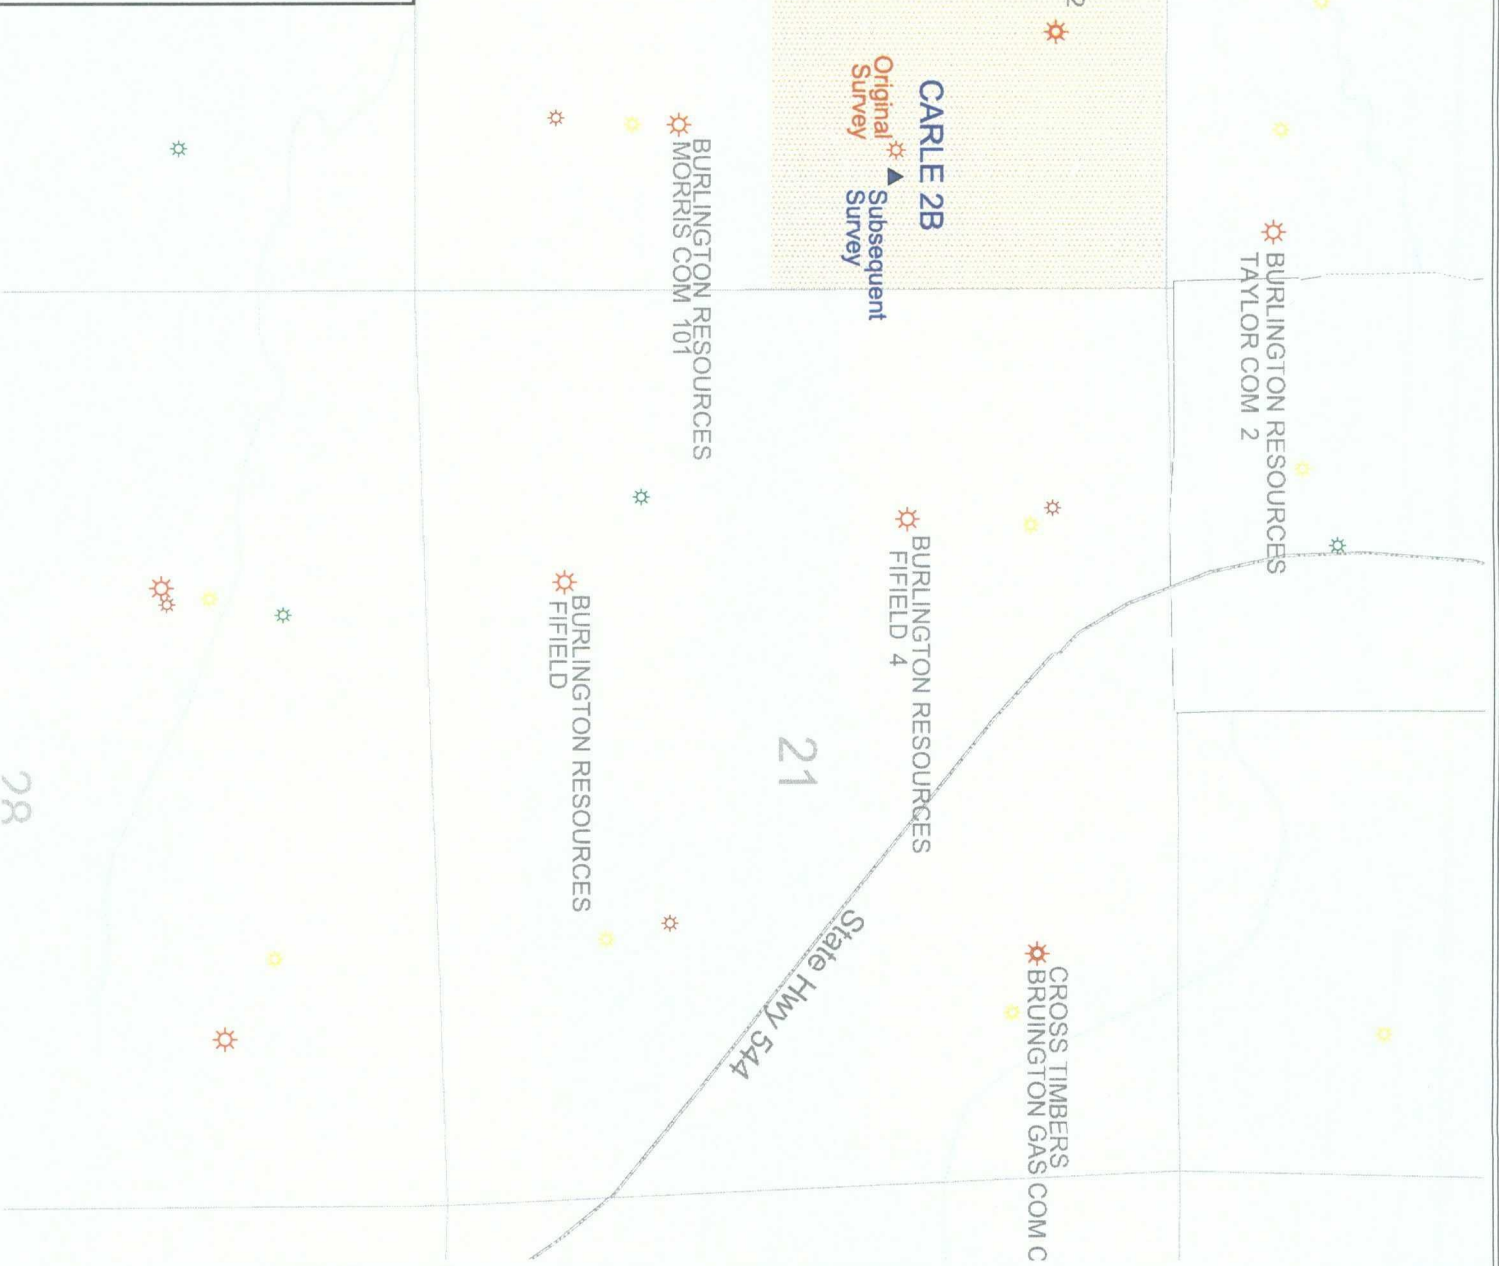 2
CARLE 2B
Original
Survey
Subsequent
Survey
BURLINGTON RESOURCES
TAYLOR COM 2
BURLINGTON RESOURCES
MORRIS COM 101
BURLINGTON RESOURCES
FIFIELD 4
BURLINGTON RESOURCES
FIFIELD
21
28
State Hwy 544
CROSS TIMBERS
BRUINGTON GAS COM C